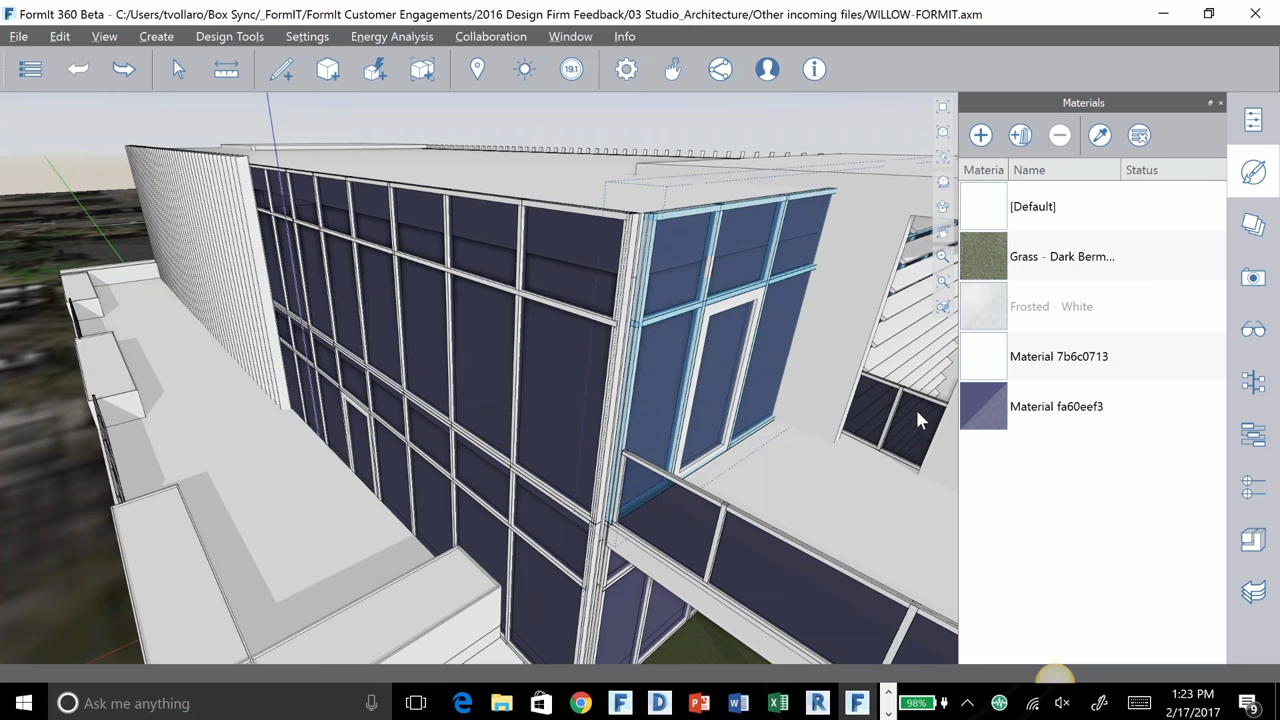 FormIt 360 Beta - C:/Users/tvollaro/Box Sync/_FormIT/FormIt Customer Engagements/2016 Design Firm Feedback/03 Studio_Architecture/Other incoming files/WILLOW-FORMIT.axm
File Edit View Create Design Tools Settings Energy Analysis Collaboration Window Info
19.1
Materials
Materia Name Status
[Default]
Grass - Dark Berm...
Frosted - White
Material 7b6c0713
Material fa60eef3
Ask me anything
98%
1:23 PM
2/17/2017
9